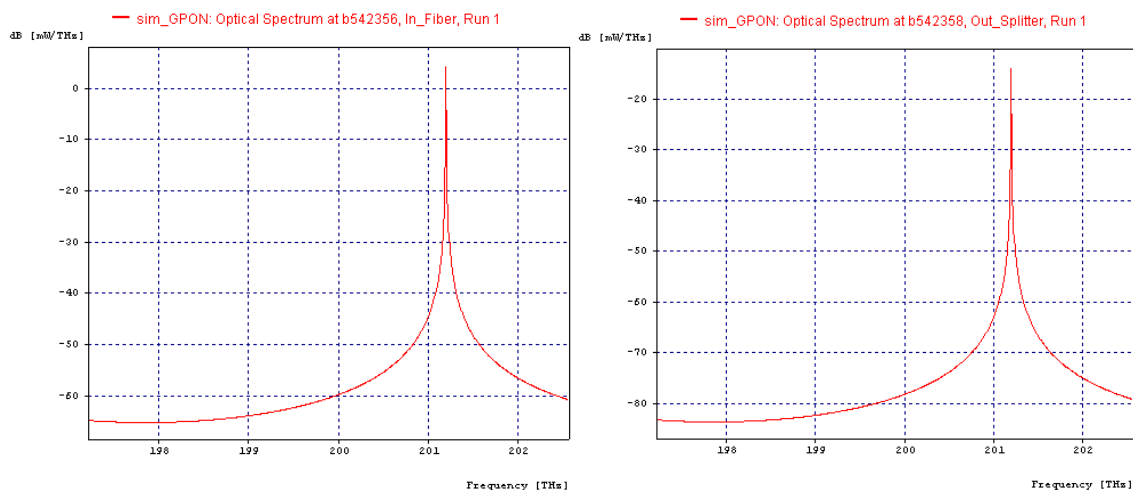 sim_GPON: Optical Spectrum at b542356, In_Fiber, Run 1
dB [mW/THz]
0
-10
-20
-30
-40
-50
-60
198 199 200 201 202
Frequency [THz]
sim_GPON: Optical Spectrum at b542358, Out_Splitter, Run 1
dB [mW/THz]
-20
-30
-40
-50
-60
-70
-80
198 199 200 201 202
Frequency [THz]